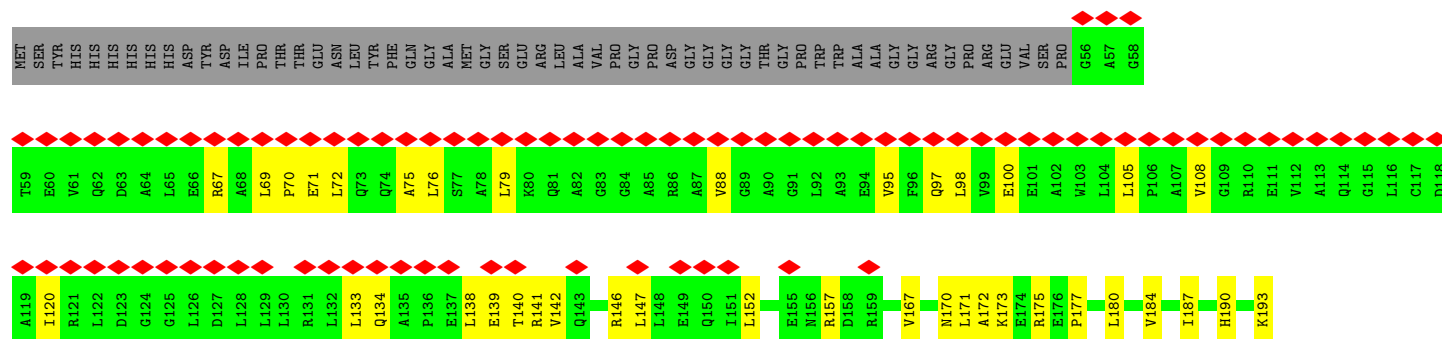 MET SER TYR HIS HIS HIS HIS HIS HIS ASP TYR ASP ILE PRO THR THR GLU ASN LEU TYR PHE GLN GLY ALA MET GLY SER GLU ARG LEU ALA VAL PRO GLY PRO ASP GLY GLY GLY GLY THR GLY PRO TRP TRP ALA ALA GLY GLY ARG GLY PRO ARG GLU VAL SER PRO G56 A57 G58
T59 E60 V61 Q62 D63 A64 L65 E66 R67 A68 L69 P70 E71 L72 Q73 Q74 A75 L76 S77 A78 L79 K80 Q81 A82 G83 G84 A85 R86 A87 V88 G89 A90 G91 L92 A93 E94 V95 F96 Q97 L98 V99 E100 E101 A102 W103 L104 L105 P106 A107 V108 G109 R110 E111 V112 A113 Q114 G115 L116 C117 D118
A119 I120 R121 L122 D123 G124 G125 L126 D127 L128 L129 L130 R131 L132 L133 Q134 A135 P136 E137 L138 E139 T140 R141 V142 Q143 R146 L147 L148 E149 Q150 I151 L152 E155 N156 R157 D158 R159 V167 N170 L171 A172 K173 E174 R175 E176 P177 L180 V184 I187 H190 K193